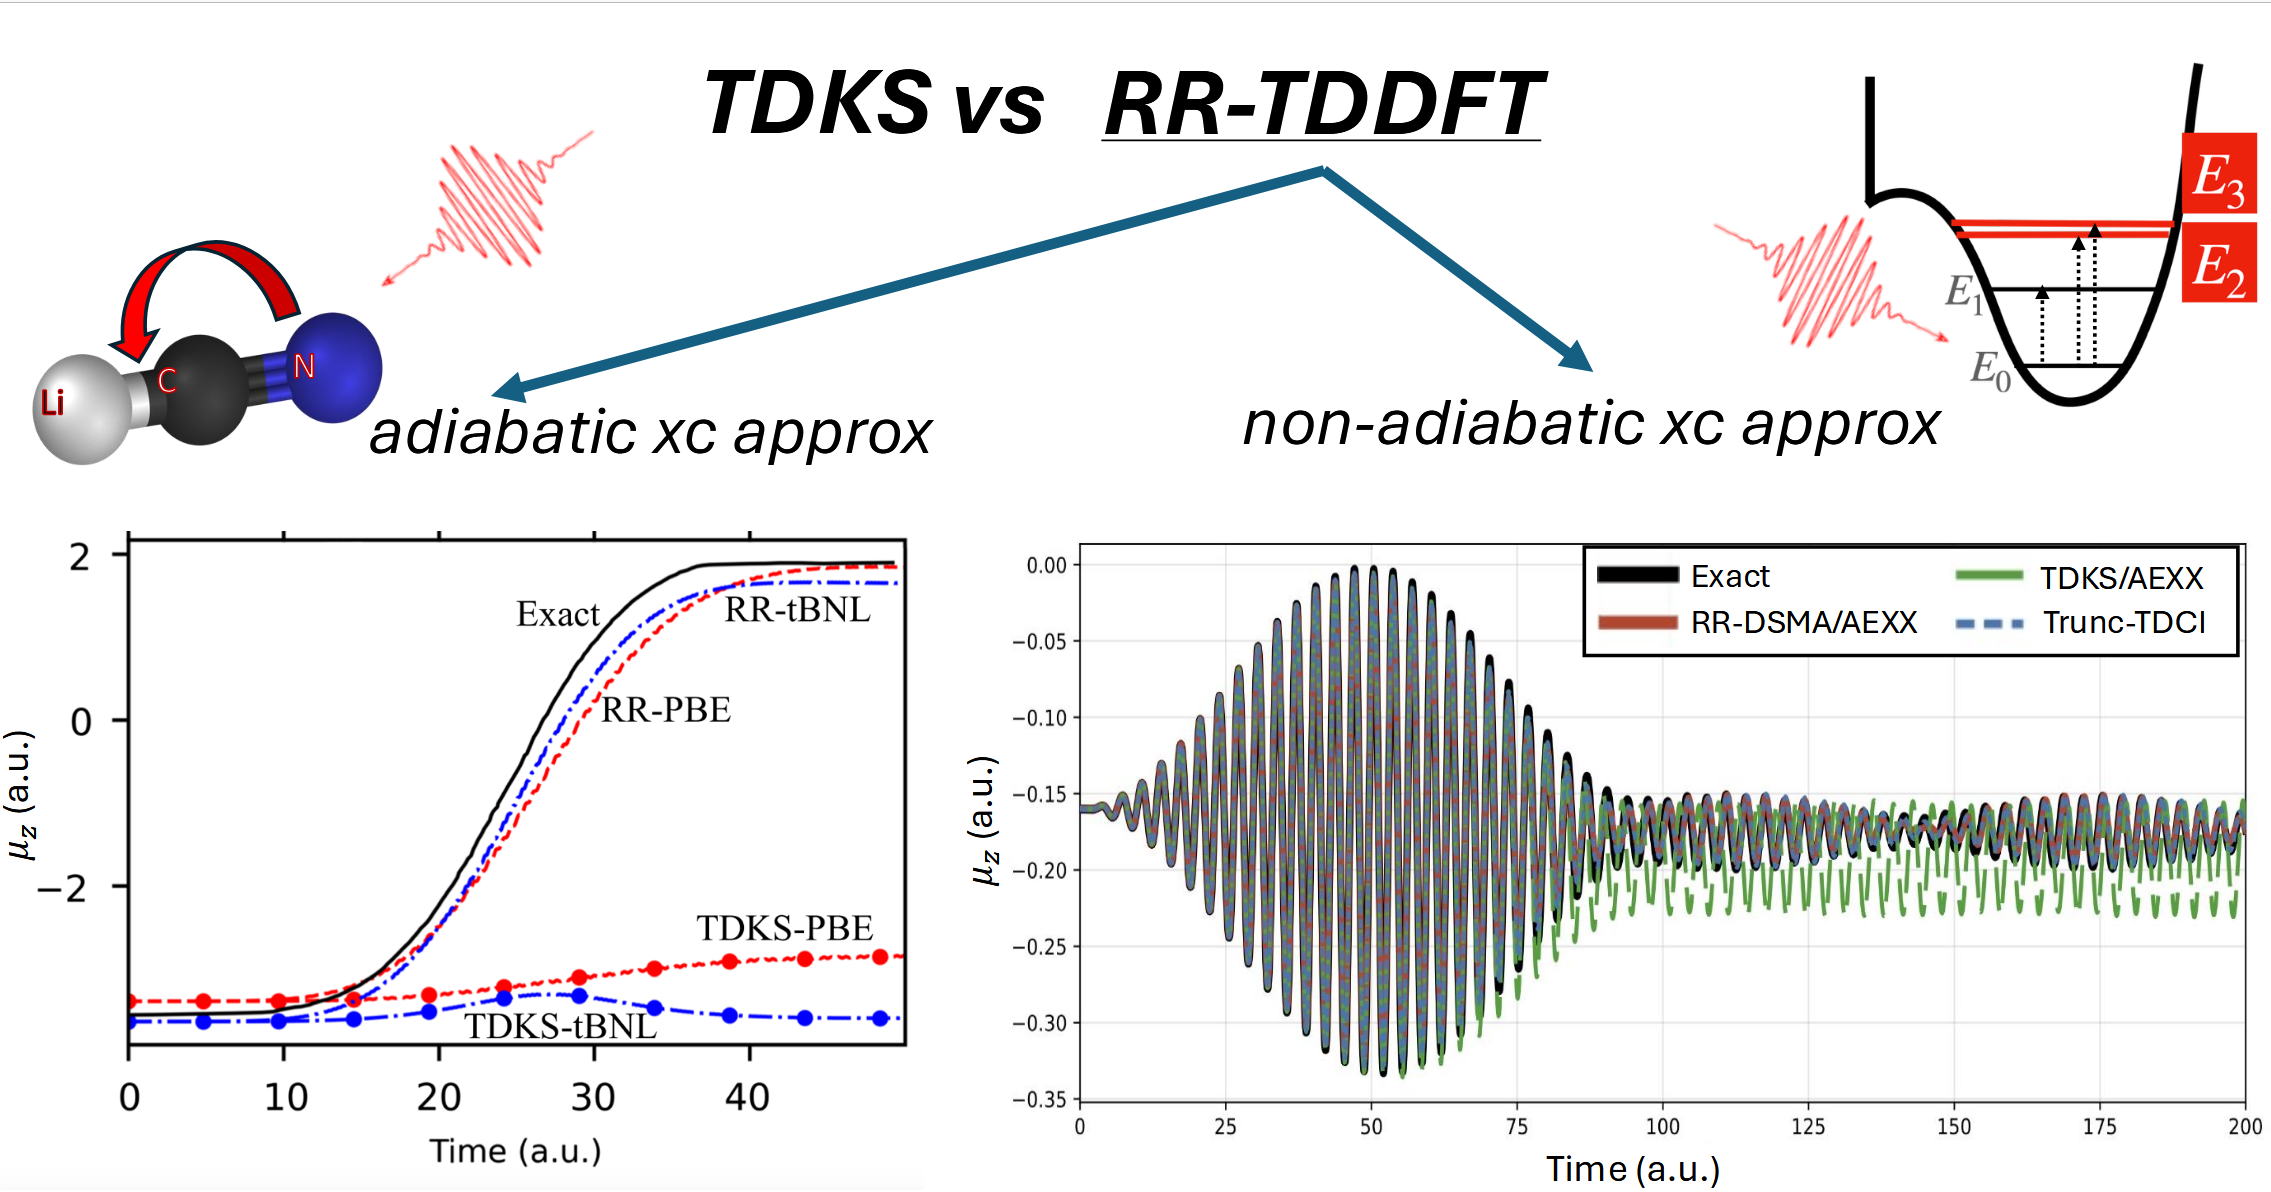 TDKS vs RR-TDDFT
E3
E2
E1
E0
Li
C
N
adiabatic xc approx
non-adiabatic xc approx
2
0
−2
μz (a.u.)
Exact
RR-tBNL
RR-PBE
TDKS-PBE
TDKS-tBNL
0 10 20 30 40
Time (a.u.)
0.00
−0.05
−0.10
−0.15
−0.20
−0.25
−0.30
−0.35
μz (a.u.)
Exact TDKS/AEXX
RR-DSMA/AEXX Trunc-TDCI
0 25 50 75 100 125 150 175 200
Time (a.u.)